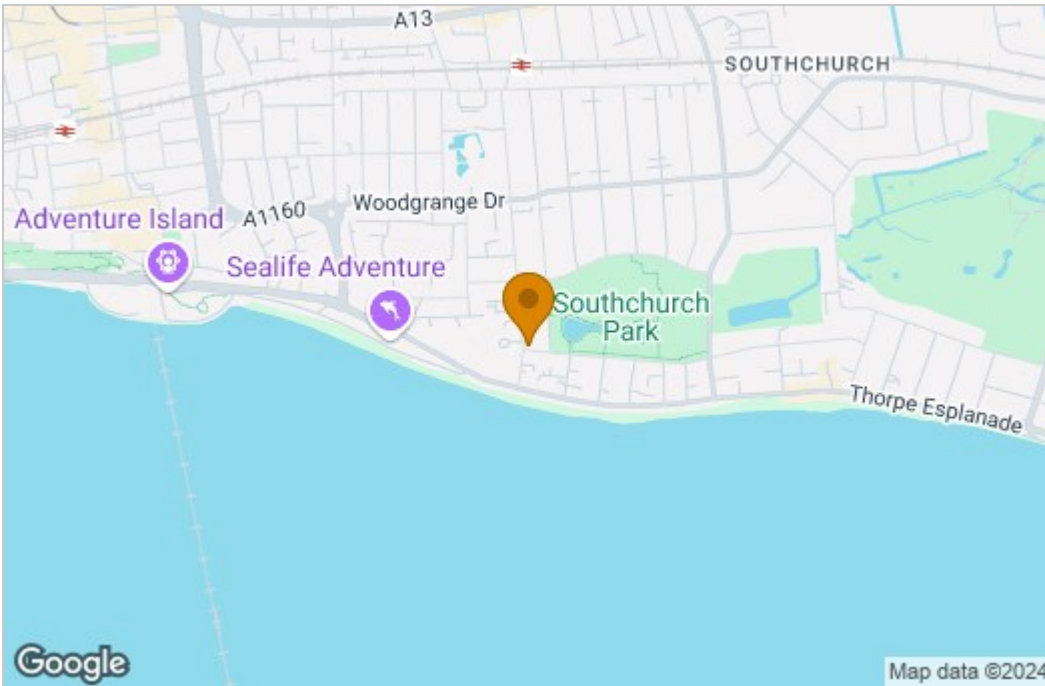 A13
SOUTHCHURCH
Woodgrange Dr
A1160
Adventure Island
Sealife Adventure
Southchurch
Park
Thorpe Esplanade
Google
Map data ©2024